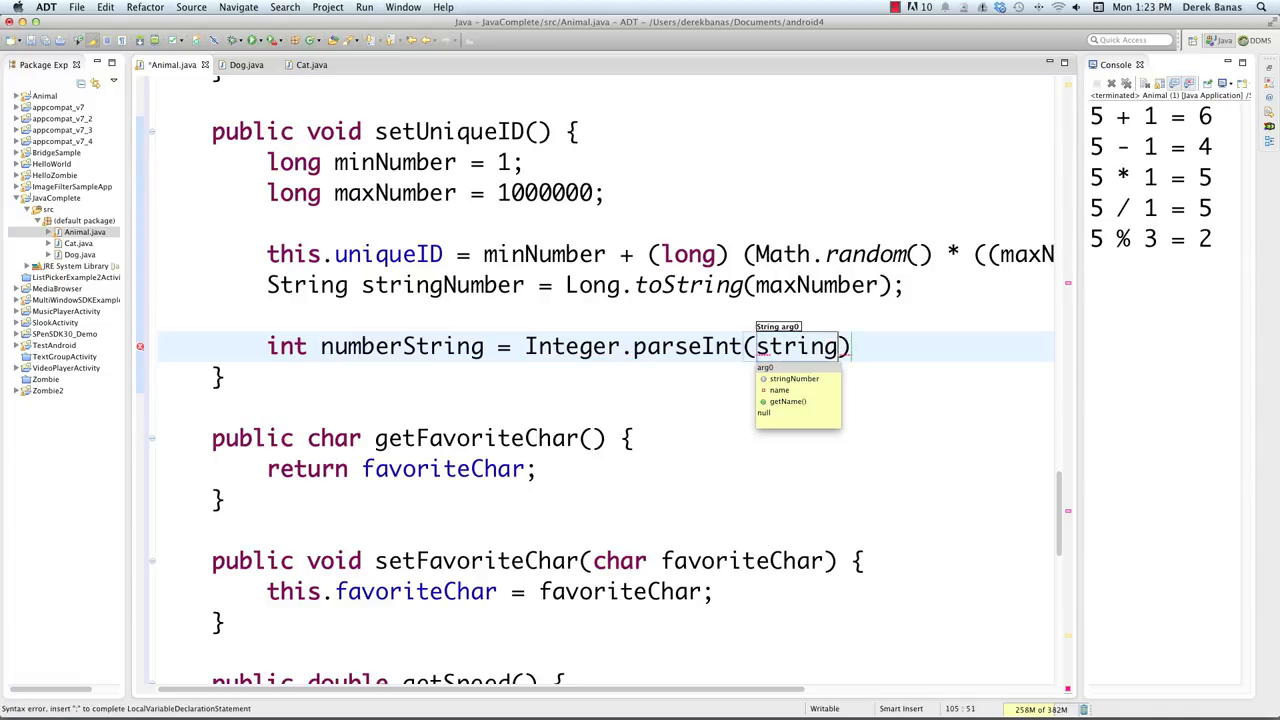 ADT File Edit Refactor Source Navigate Search Project Run Window Help 10 Mon 1:23 PM Derek Banas
Java - JavaComplete/src/Animal.java - ADT - /Users/derekbanas/Documents/android4
Quick Access Java DDMS
Package Exp
*Animal.java Dog.java Cat.java
Console
<terminated> Animal (1) [Java Application] /S
Animal
appcompat_v7
appcompat_v7_2
appcompat_v7_3
appcompat_v7_4
BridgeSample
HelloWorld
HelloZombie
ImageFilterSampleApp
JavaComplete
src
(default package)
Animal.java
Cat.java
Dog.java
JRE System Library [Ja
ListPickerExample2Activi
MediaBrowser
MultiWindowSDKExamp
MusicPlayerActivity
SlookActivity
SPenSDK30_Demo
TestAndroid
TextGroupActivity
VideoPlayerActivity
Zombie
Zombie2
}
public void setUniqueID() {
long minNumber = 1;
long maxNumber = 1000000;
this.uniqueID = minNumber + (long) (Math.random() * ((maxN
String stringNumber = Long.toString(maxNumber);
String arg0
int numberString = Integer.parseInt(string)
arg0
stringNumber
name
getName()
null
}
public char getFavoriteChar() {
return favoriteChar;
}
public void setFavoriteChar(char favoriteChar) {
this.favoriteChar = favoriteChar;
}
public double getSpeed() {
5 + 1 = 6
5 - 1 = 4
5 * 1 = 5
5 / 1 = 5
5 % 3 = 2
Syntax error, insert ";" to complete LocalVariableDeclarationStatement
Writable Smart Insert 105 : 51 258M of 382M